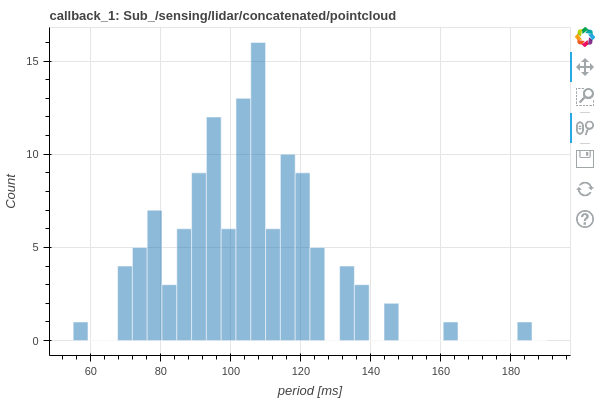 callback_1: Sub_/sensing/lidar/concatenated/pointcloud
15
10
5
0
Count
60 80 100 120 140 160 180
period [ms]